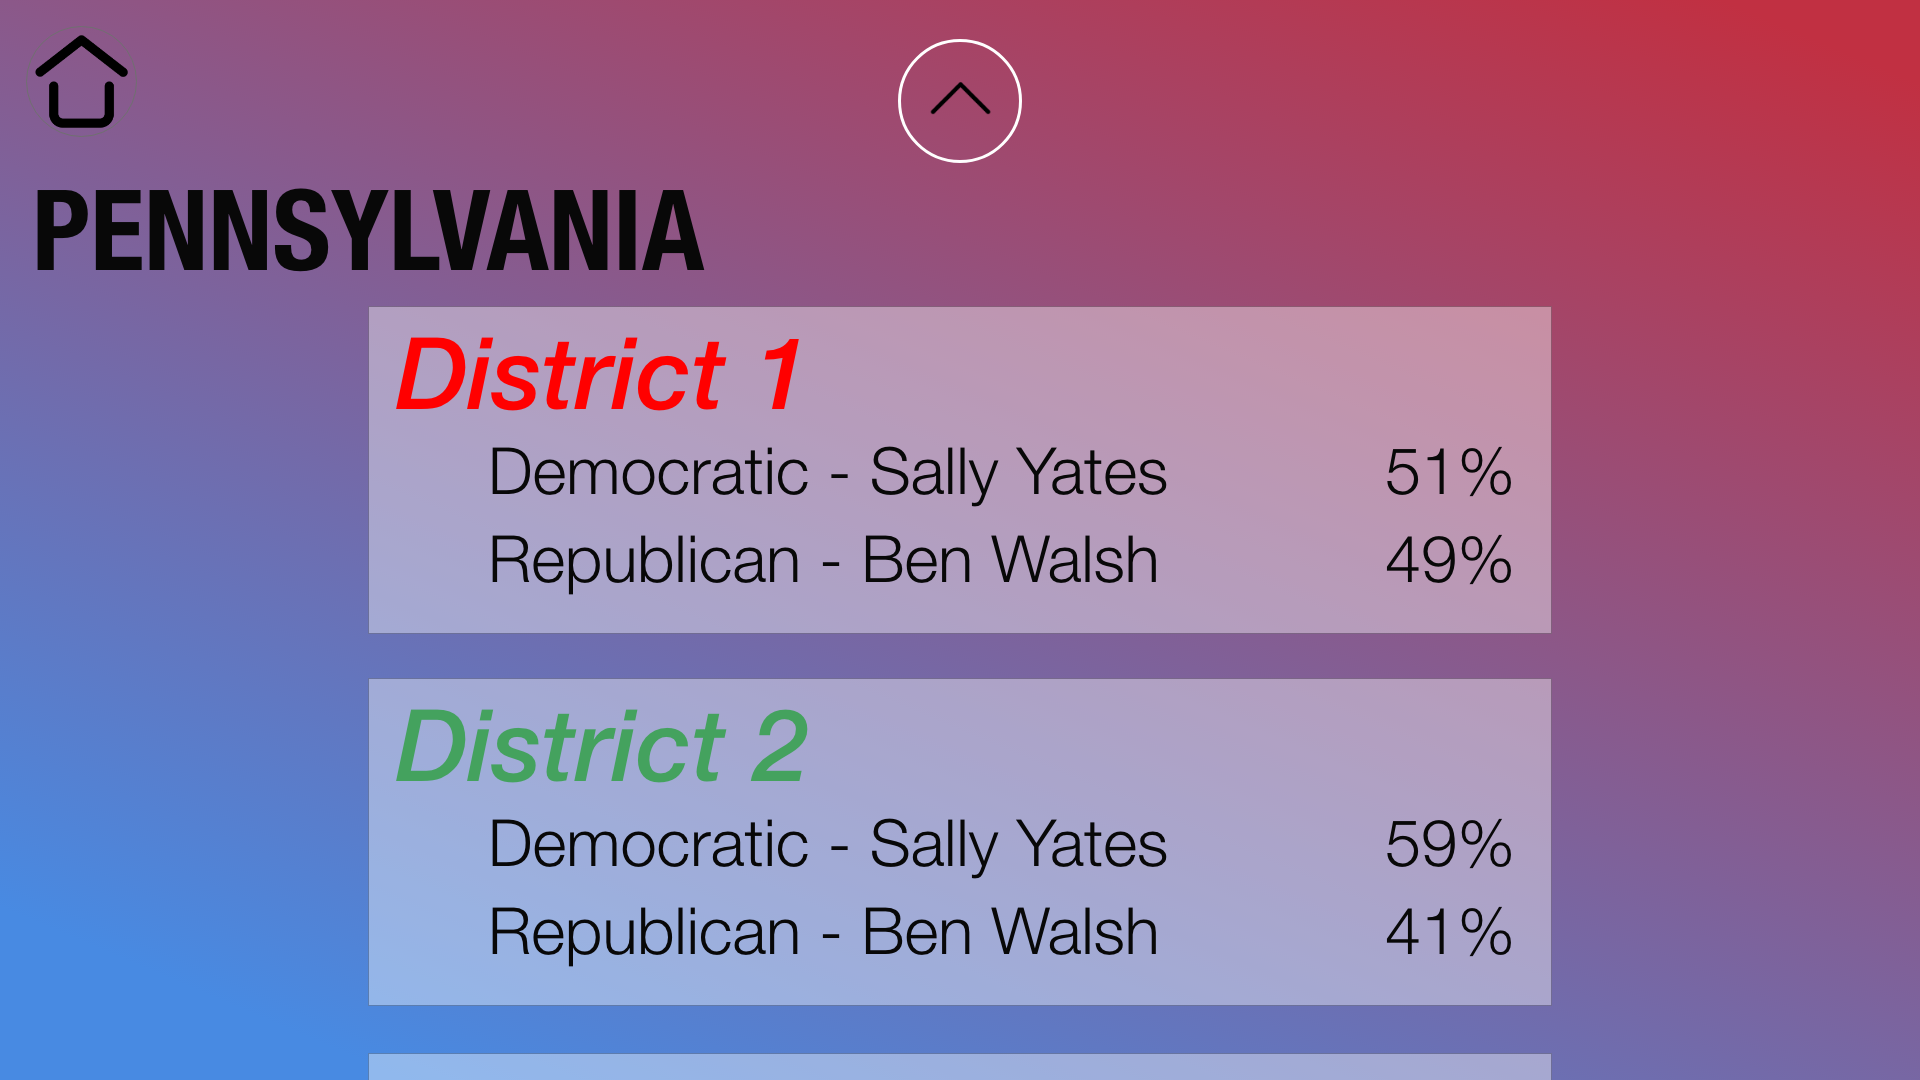 PENNSYLVANIA
District 1
Democratic - Sally Yates 51%
Republican - Ben Walsh 49%
District 2
Democratic - Sally Yates 59%
Republican - Ben Walsh 41%